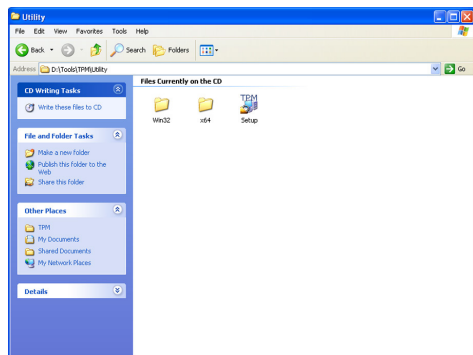 Utility
File Edit View Favorites Tools Help
Back Search Folders
Address D:\Tools\TPM\Utility Go
Files Currently on the CD
CD Writing Tasks
Write these files to CD
TPM
Win32 x64 Setup
File and Folder Tasks
Make a new folder
Publish this folder to the
Web
Share this folder
Other Places
TPM
My Documents
Shared Documents
My Network Places
Details